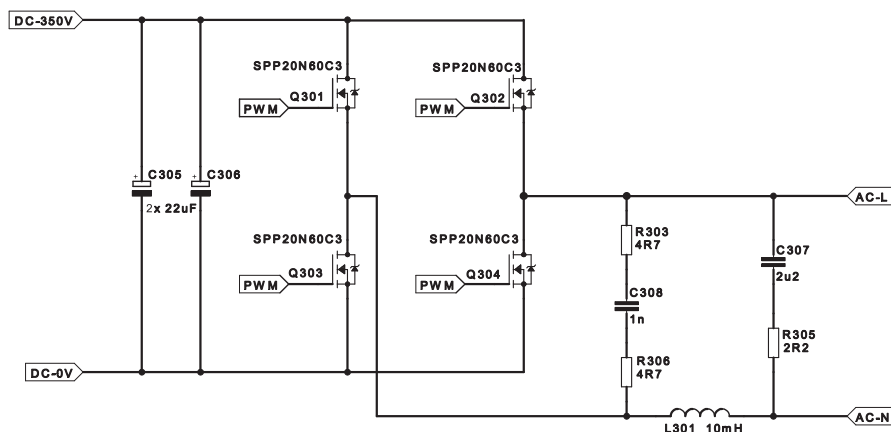 DC-350V
SPP20N60C3
SPP20N60C3
Q301
Q302
PWM
PWM
C305
C306
2x 22uF
AC-L
SPP20N60C3
SPP20N60C3
R303
4R7
C307
2u2
Q303
Q304
PWM
PWM
C308
1n
R305
2R2
R306
4R7
DC-0V
AC-N
L301 10mH